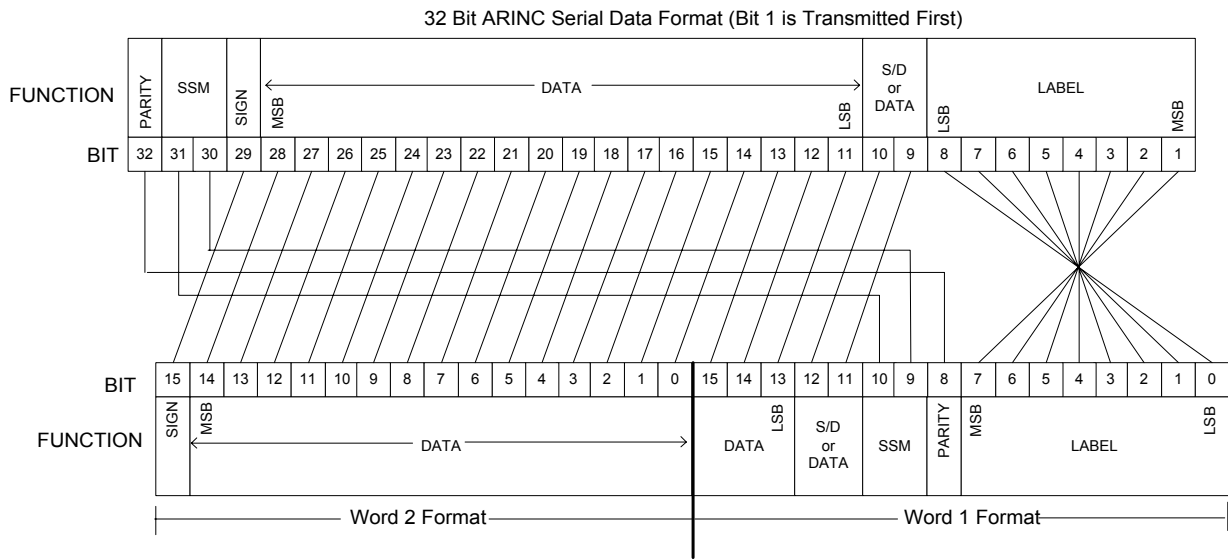 32 Bit ARINC Serial Data Format (Bit 1 is Transmitted First)
FUNCTION
PARITY
SSM
SIGN
MSB
DATA
LSB
S/D
or
DATA
LSB
LABEL
MSB
BIT
32 31 30 29 28 27 26 25 24 23 22 21 20 19 18 17 16 15 14 13 12 11 10 9 8 7 6 5 4 3 2 1
BIT
15 14 13 12 11 10 9 8 7 6 5 4 3 2 1 0 15 14 13 12 11 10 9 8 7 6 5 4 3 2 1 0
FUNCTION
SIGN
MSB
DATA
DATA
LSB
S/D
or
DATA
SSM
PARITY
MSB
LABEL
LSB
Word 2 Format
Word 1 Format